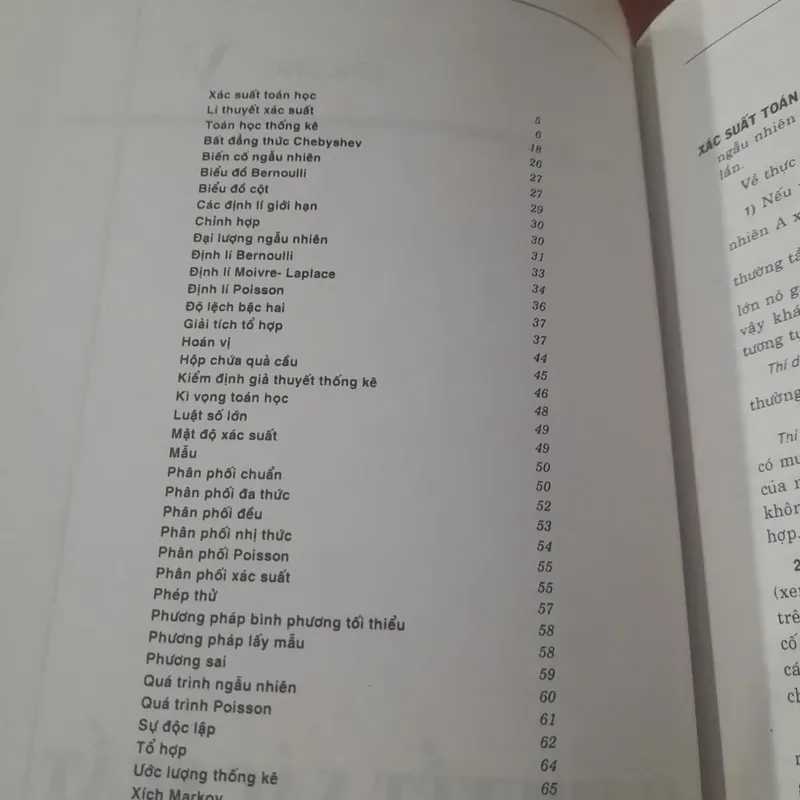 Xác suất toán học 5
Lí thuyết xác suất 6
Toán học thống kê 18
Bất đẳng thức Chebyshev 26
Biến cố ngẫu nhiên 27
Biểu đồ Bernoulli 27
Biểu đồ cột 29
Các định lí giới hạn 30
Chỉnh hợp 30
Đại lượng ngẫu nhiên 31
Định lí Bernoulli 33
Định lí Moivre- Laplace 34
Định lí Poisson 36
Độ lệch bậc hai 37
Giải tích tổ hợp 37
Hoán vị 44
Hộp chứa quả cầu 45
Kiểm định giả thuyết thống kê 46
Kì vọng toán học 48
Luật số lớn 49
Mật độ xác suất 49
Mẫu 50
Phân phối chuẩn 50
Phân phối đa thức 52
Phân phối đều 53
Phân phối nhị thức 54
Phân phối Poisson 55
Phân phối xác suất 55
Phép thử 57
Phương pháp bình phương tối thiểu 58
Phương pháp lấy mẫu 58
Phương sai 59
Quá trình ngẫu nhiên 60
Quá trình Poisson 61
Sự độc lập 62
Tổ hợp 64
Ước lượng thống kê 65
Xích Markov
XÁC SUẤT TOÁN
ngẫu nhiên
lần.
Về thực
1) Nếu
nhiên A
thường
lớn nó
vậy
tương
Thí
thường
Thí
có
của
khôn
hợp.
2
(xe
trê
cố